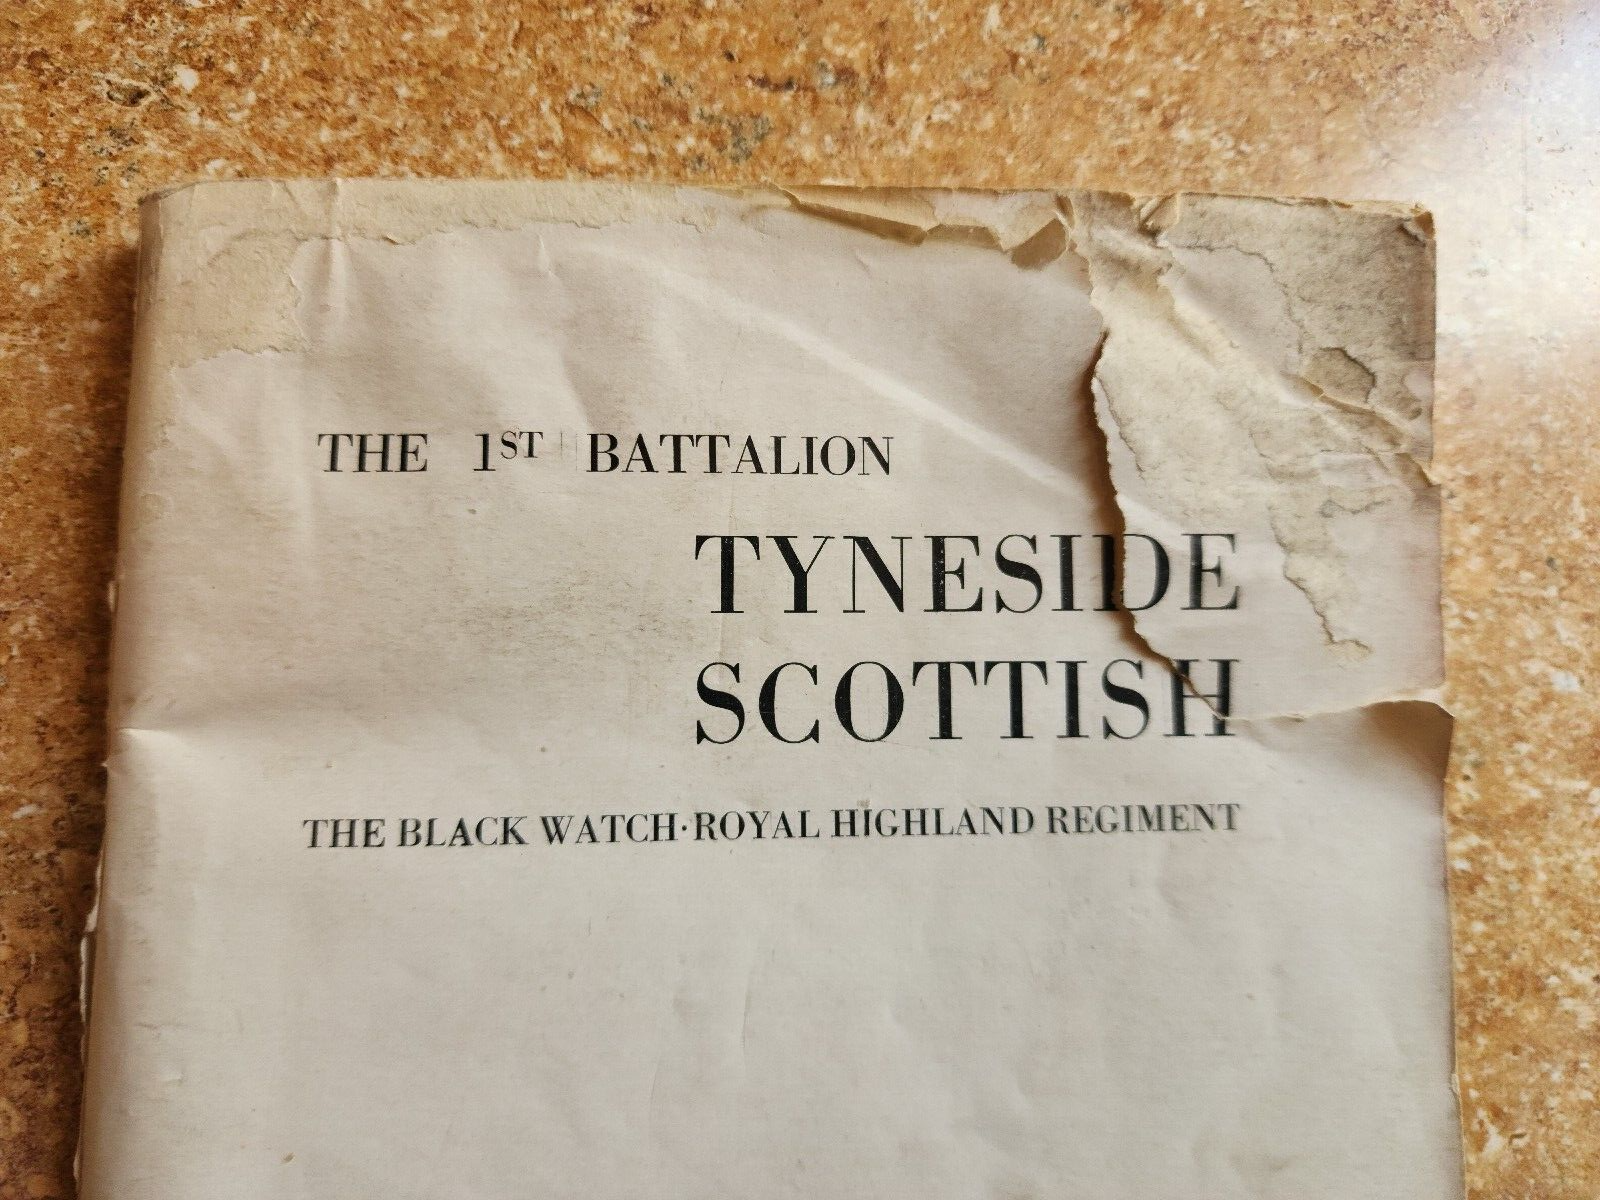 THE 1ST BATTALION
TYNESIDE
SCOTTISH
THE BLACK WATCH·ROYAL HIGHLAND REGIMENT